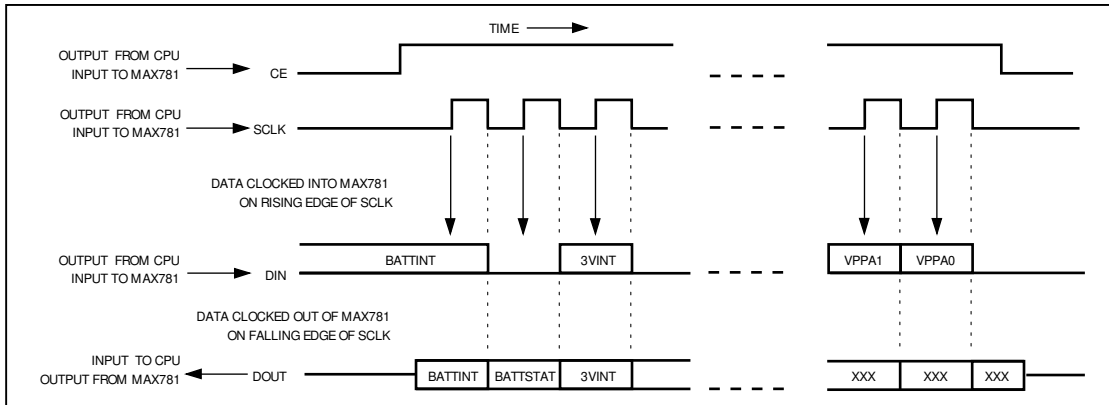 TIME
OUTPUT FROM CPU
INPUT TO MAX781
CE
OUTPUT FROM CPU
INPUT TO MAX781
SCLK
DATA CLOCKED INTO MAX781
ON RISING EDGE OF SCLK
OUTPUT FROM CPU
INPUT TO MAX781
DIN
BATTINT
3VINT
VPPA1
VPPA0
DATA CLOCKED OUT OF MAX781
ON FALLING EDGE OF SCLK
INPUT TO CPU
OUTPUT FROM MAX781
DOUT
BATTINT
BATTSTAT
3VINT
XXX
XXX
XXX